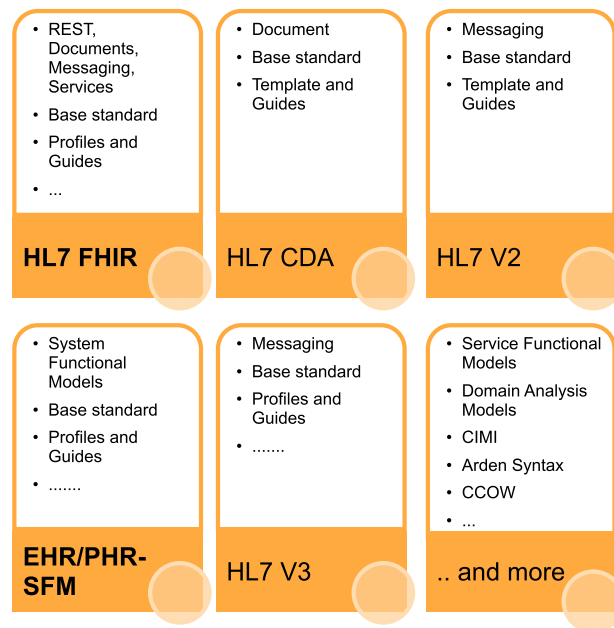 • REST,
Documents,
Messaging,
Services
• Base standard
• Profiles and
Guides
• ...
HL7 FHIR
• Document
• Base standard
• Template and
Guides
HL7 CDA
• Messaging
• Base standard
• Template and
Guides
HL7 V2
• System
Functional
Models
• Base standard
• Profiles and
Guides
• .......
EHR/PHR-
SFM
• Messaging
• Base standard
• Profiles and
Guides
• .......
HL7 V3
• Service Functional
Models
• Domain Analysis
Models
• CIMI
• Arden Syntax
• CCOW
• ...
.. and more